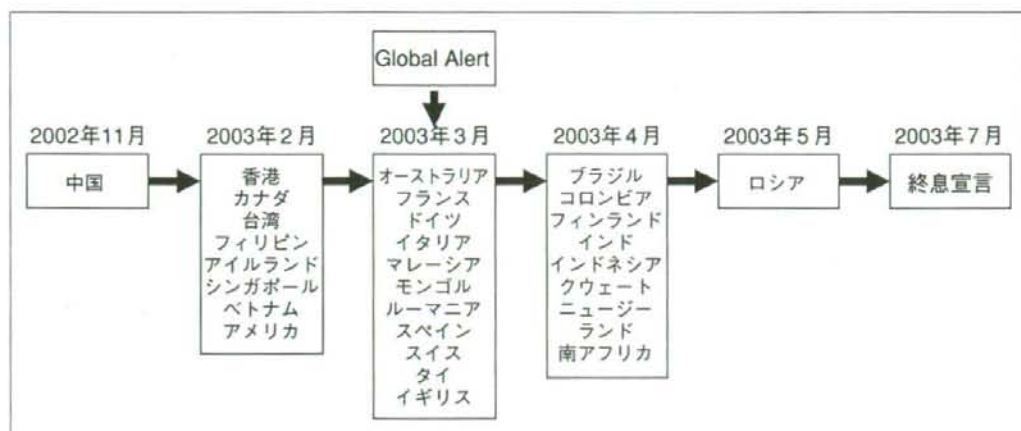 Global Alert
2002年11月
中国
2003年2月
香港
カナダ
台湾
フィリピン
アイルランド
シンガポール
ベトナム
アメリカ
2003年3月
オーストラリア
フランス
ドイツ
イタリア
マレーシア
モンゴル
ルーマニア
スペイン
スイス
タイ
イギリス
2003年4月
ブラジル
コロンビア
フィンランド
インド
インドネシア
クウェート
ニュージー
ランド
南アフリカ
2003年5月
ロシア
2003年7月
終息宣言